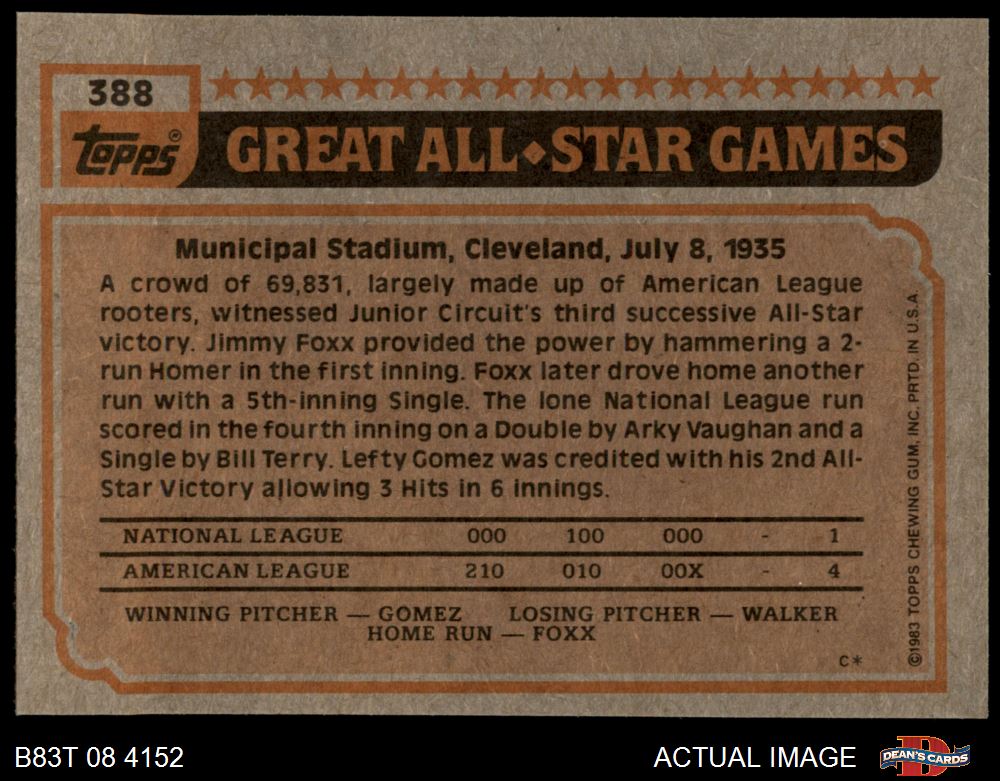 388
Topps®
GREAT ALL◆STAR GAMES
Municipal Stadium, Cleveland, July 8, 1935
A crowd of 69,831, largely made up of American League
rooters, witnessed Junior Circuit's third successive All-Star
victory. Jimmy Foxx provided the power by hammering a 2-
run Homer in the first inning. Foxx later drove home another
run with a 5th-inning Single. The lone National League run
scored in the fourth inning on a Double by Arky Vaughan and a
Single by Bill Terry. Lefty Gomez was credited with his 2nd All-
Star Victory allowing 3 Hits in 6 innings.
NATIONAL LEAGUE 000 100 000 - 1
AMERICAN LEAGUE 210 010 00X - 4
WINNING PITCHER — GOMEZ LOSING PITCHER — WALKER
HOME RUN — FOXX
C*
©1983 TOPPS CHEWING GUM, INC. PRTD. IN U.S.A.
B83T 08 4152
ACTUAL IMAGE
DEAN'S CARDS